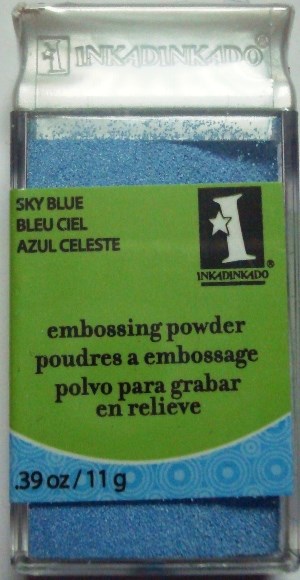 INKADINKADO®
SKY BLUE
BLEU CIEL
AZUL CELESTE
1
INKADINKADO®
embossing powder
poudres a embossage
polvo para grabar
en relieve
.39 oz / 11 g